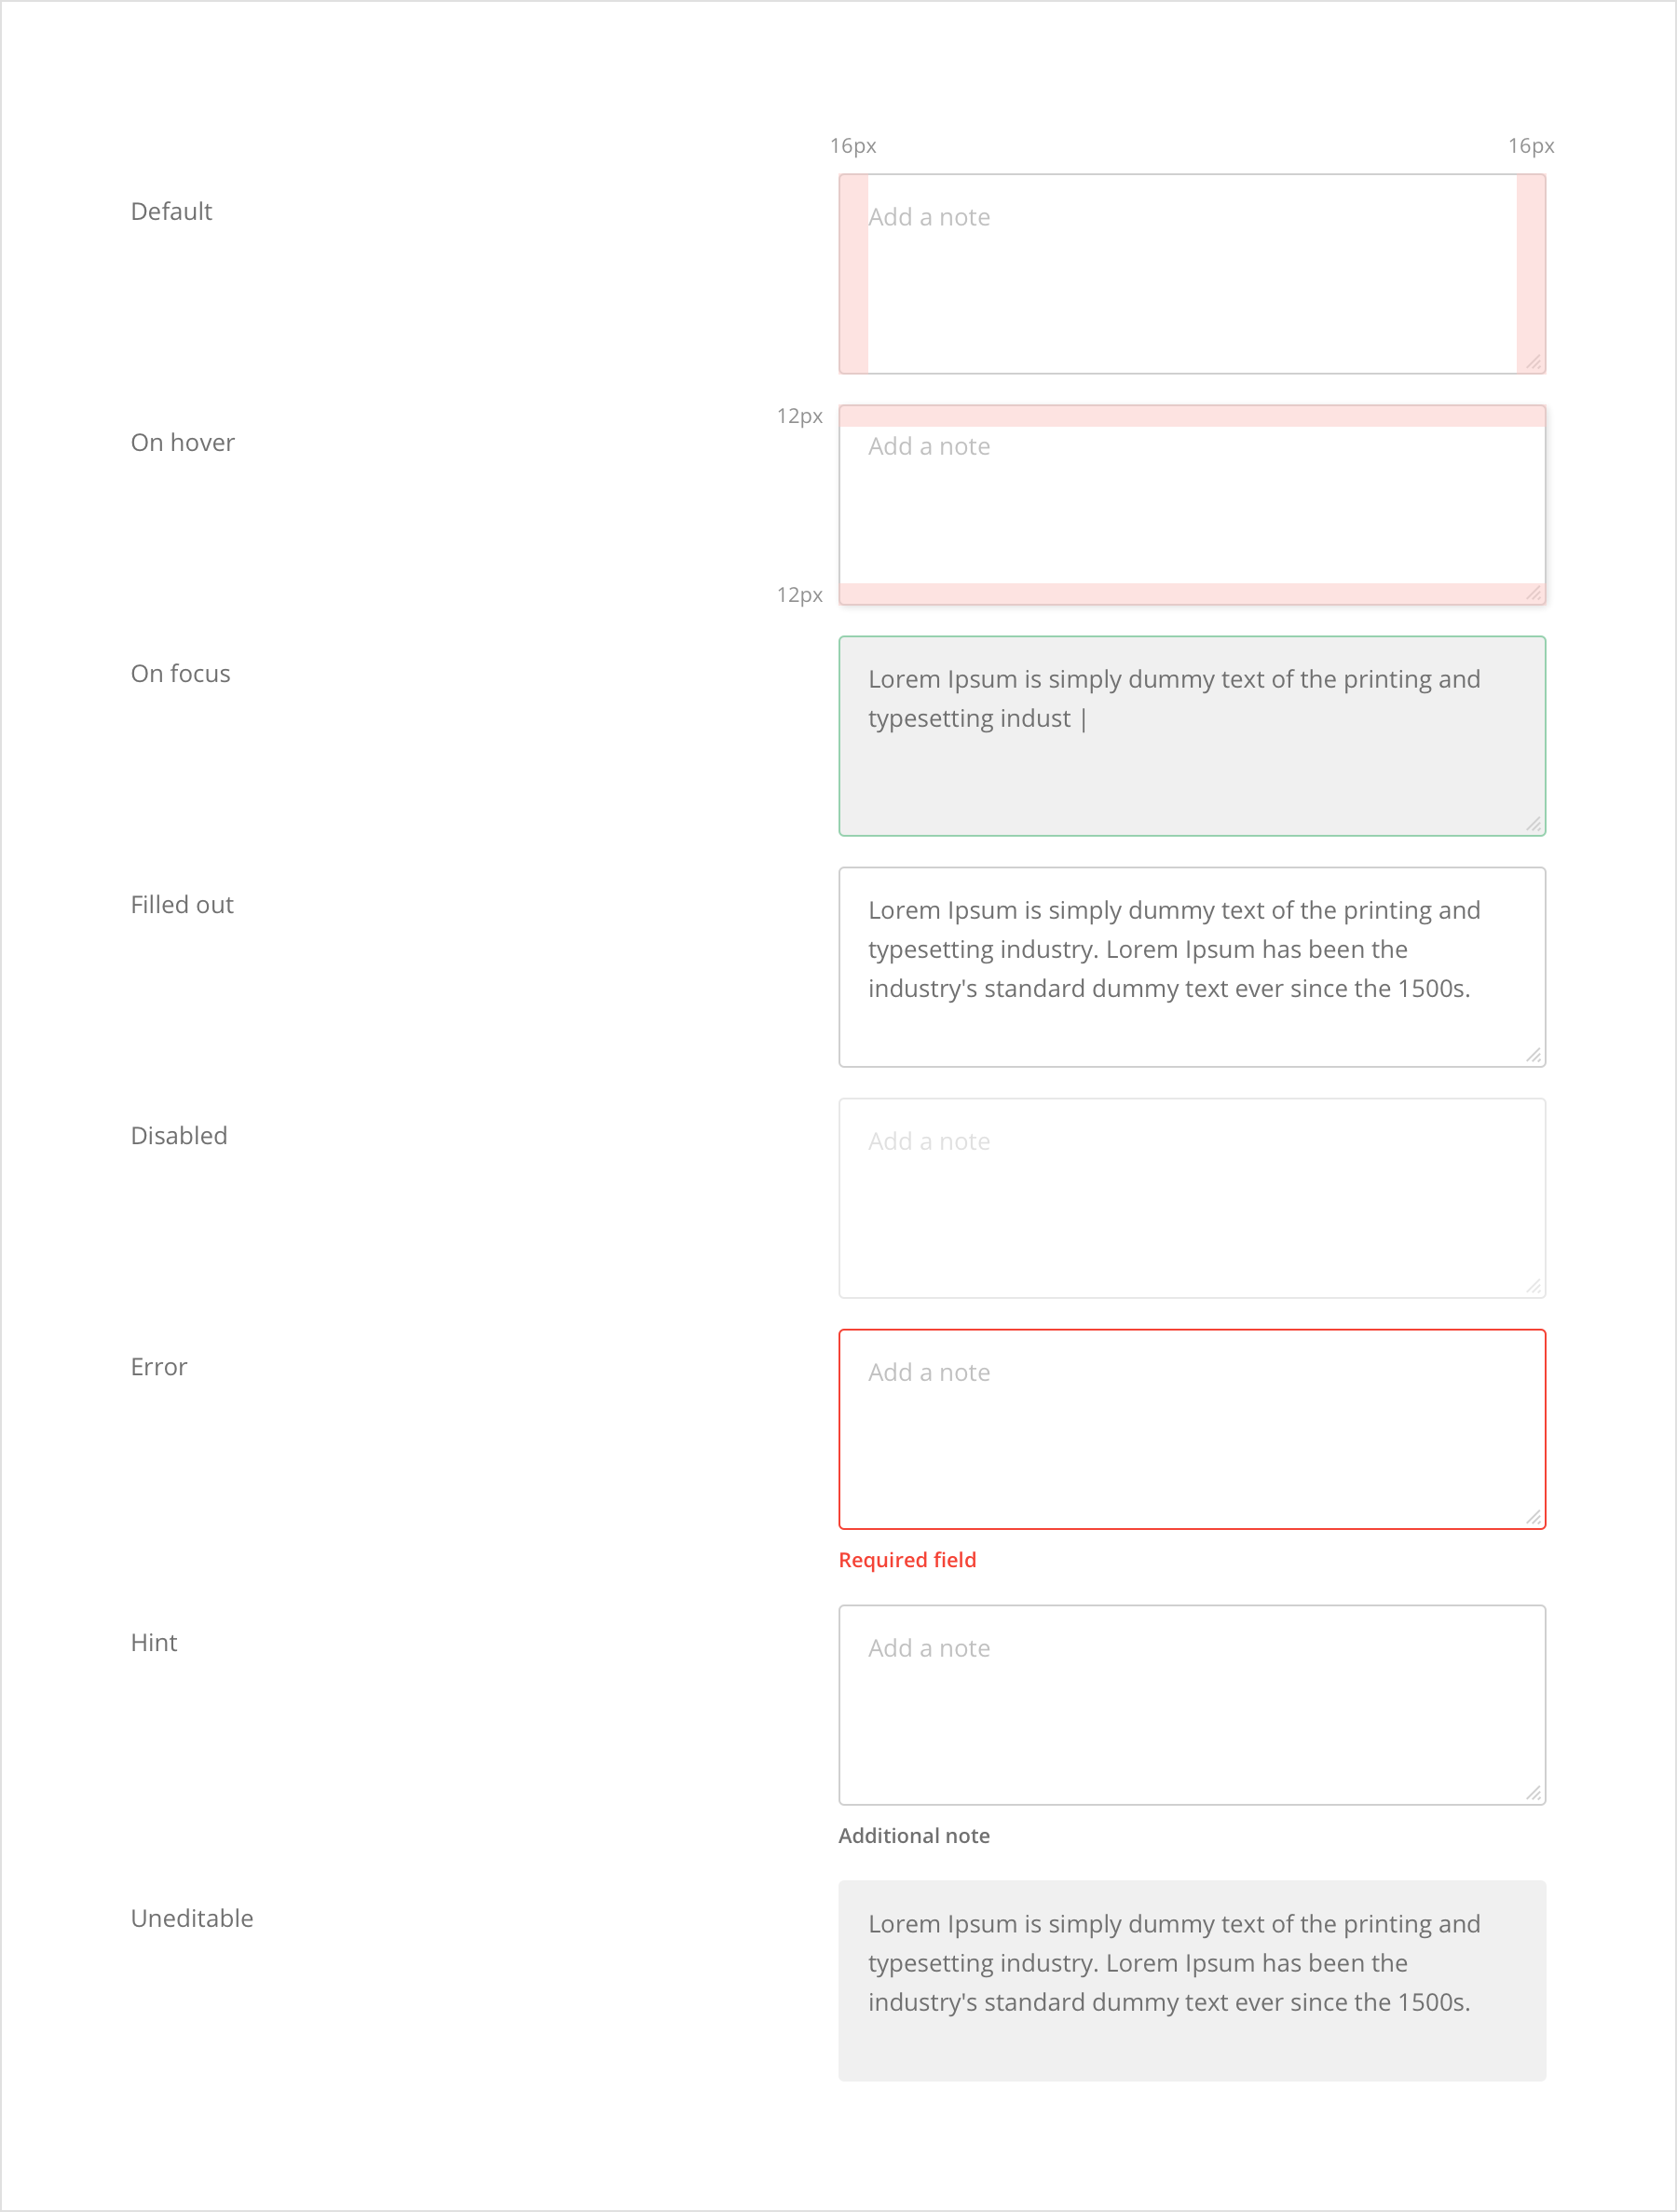 16px 16px
Default
Add a note
12px
On hover
Add a note
12px
On focus
Lorem Ipsum is simply dummy text of the printing and
typesetting indust |
Filled out
Lorem Ipsum is simply dummy text of the printing and
typesetting industry. Lorem Ipsum has been the
industry's standard dummy text ever since the 1500s.
Disabled
Add a note
Error
Add a note
Required field
Hint
Add a note
Additional note
Uneditable
Lorem Ipsum is simply dummy text of the printing and
typesetting industry. Lorem Ipsum has been the
industry's standard dummy text ever since the 1500s.